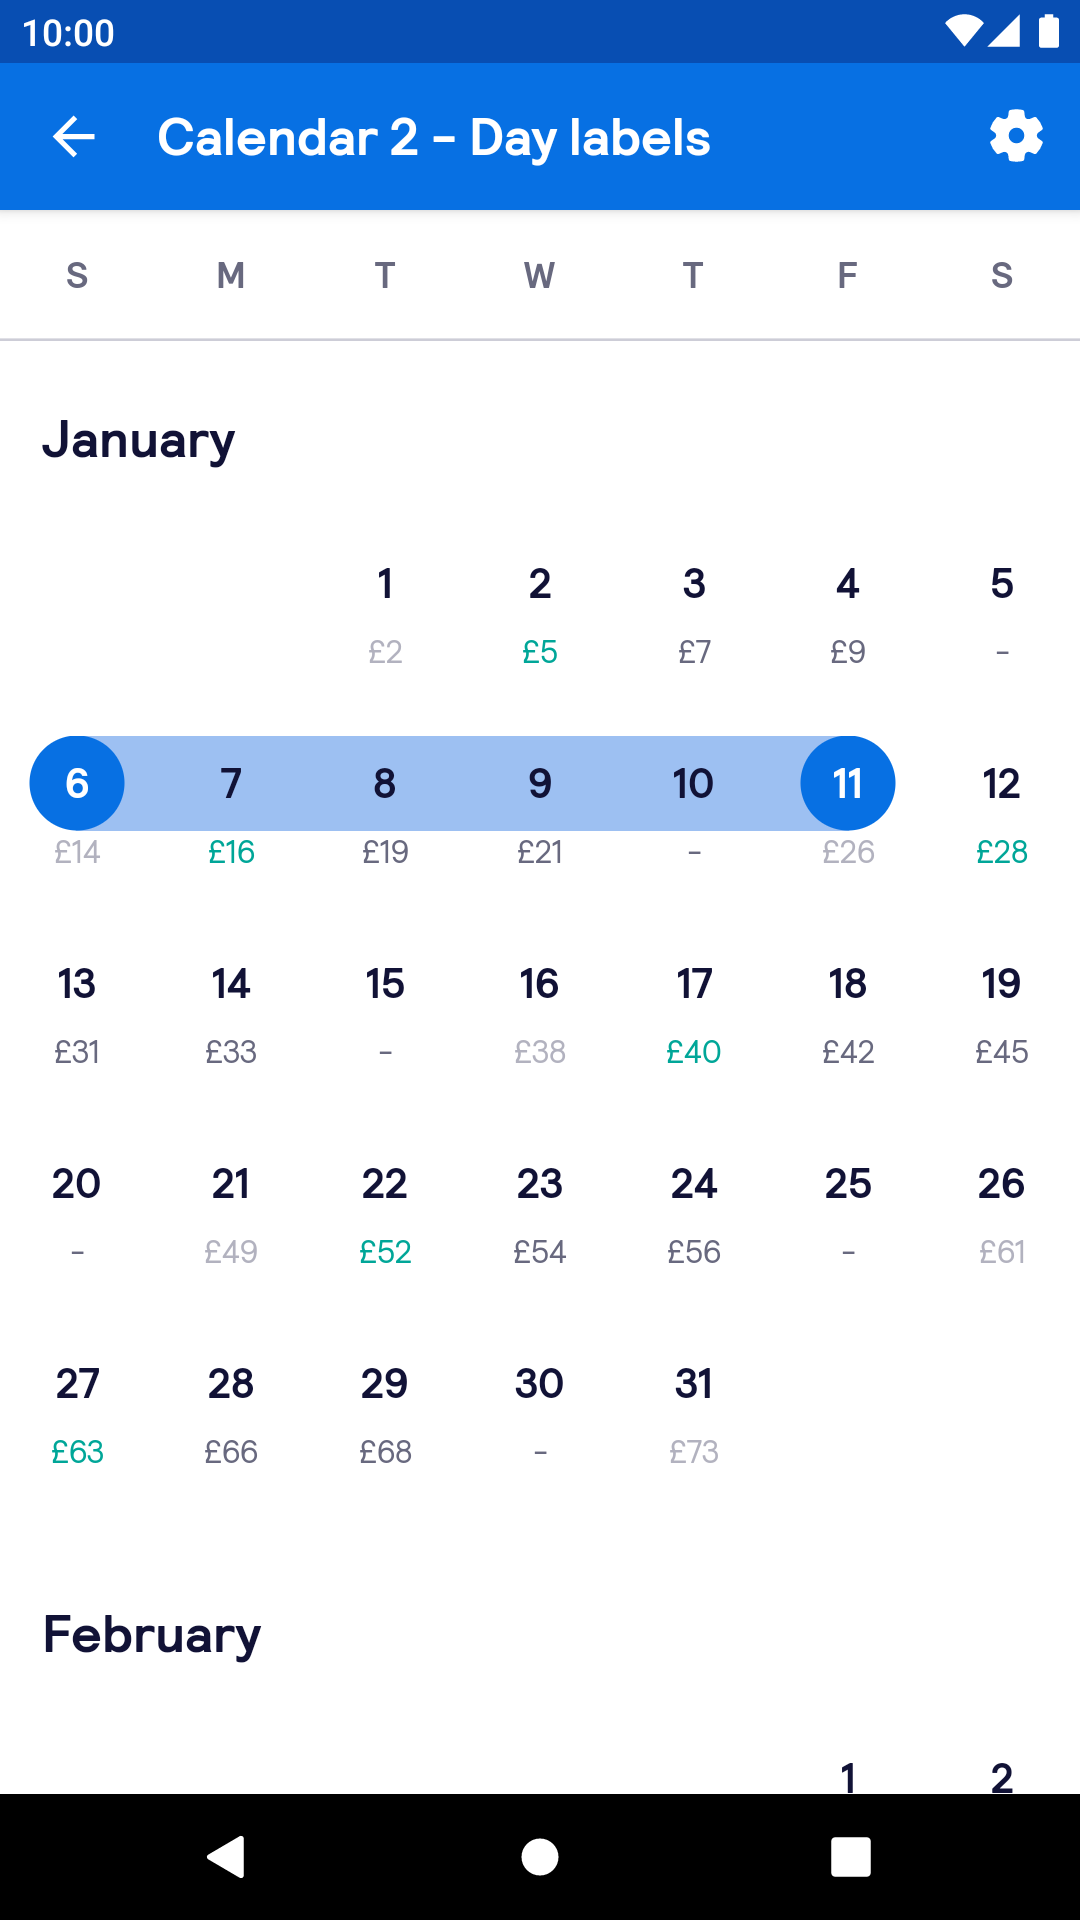 10:00
Calendar 2 - Day labels
S M T W T F S
January
1 2 3 4 5
£2 £5 £7 £9 -
6 7 8 9 10 11 12
£14 £16 £19 £21 - £26 £28
13 14 15 16 17 18 19
£31 £33 - £38 £40 £42 £45
20 21 22 23 24 25 26
- £49 £52 £54 £56 - £61
27 28 29 30 31
£63 £66 £68 - £73
February
1 2